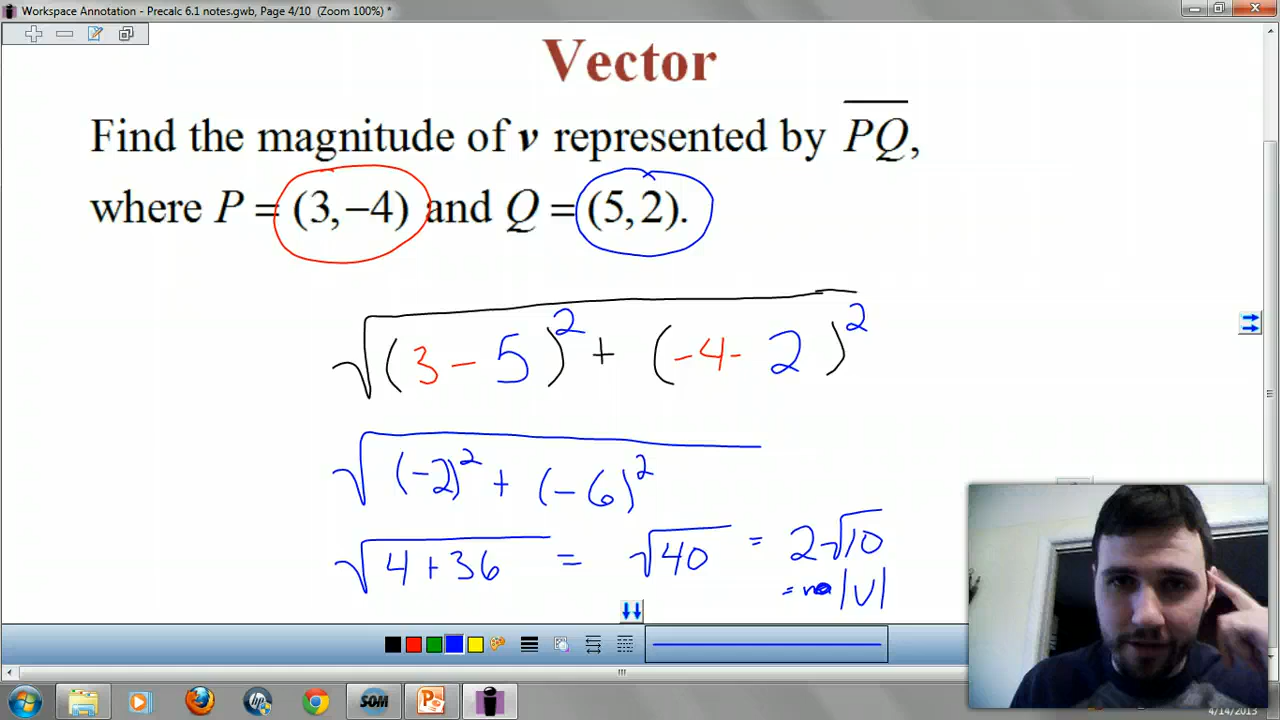 Workspace Annotation - Precalc 6.1 notes.gwb, Page 4/10 (Zoom 100%) *
Vector
Find the magnitude of v represented by PQ,
where P = (3,−4) and Q = (5,2).
√(3 − 5)² + (-4- 2)²
√(-2)² + (-6)²
√4+36 = √40 = 2√10
= |v|
SOM
4/14/2013